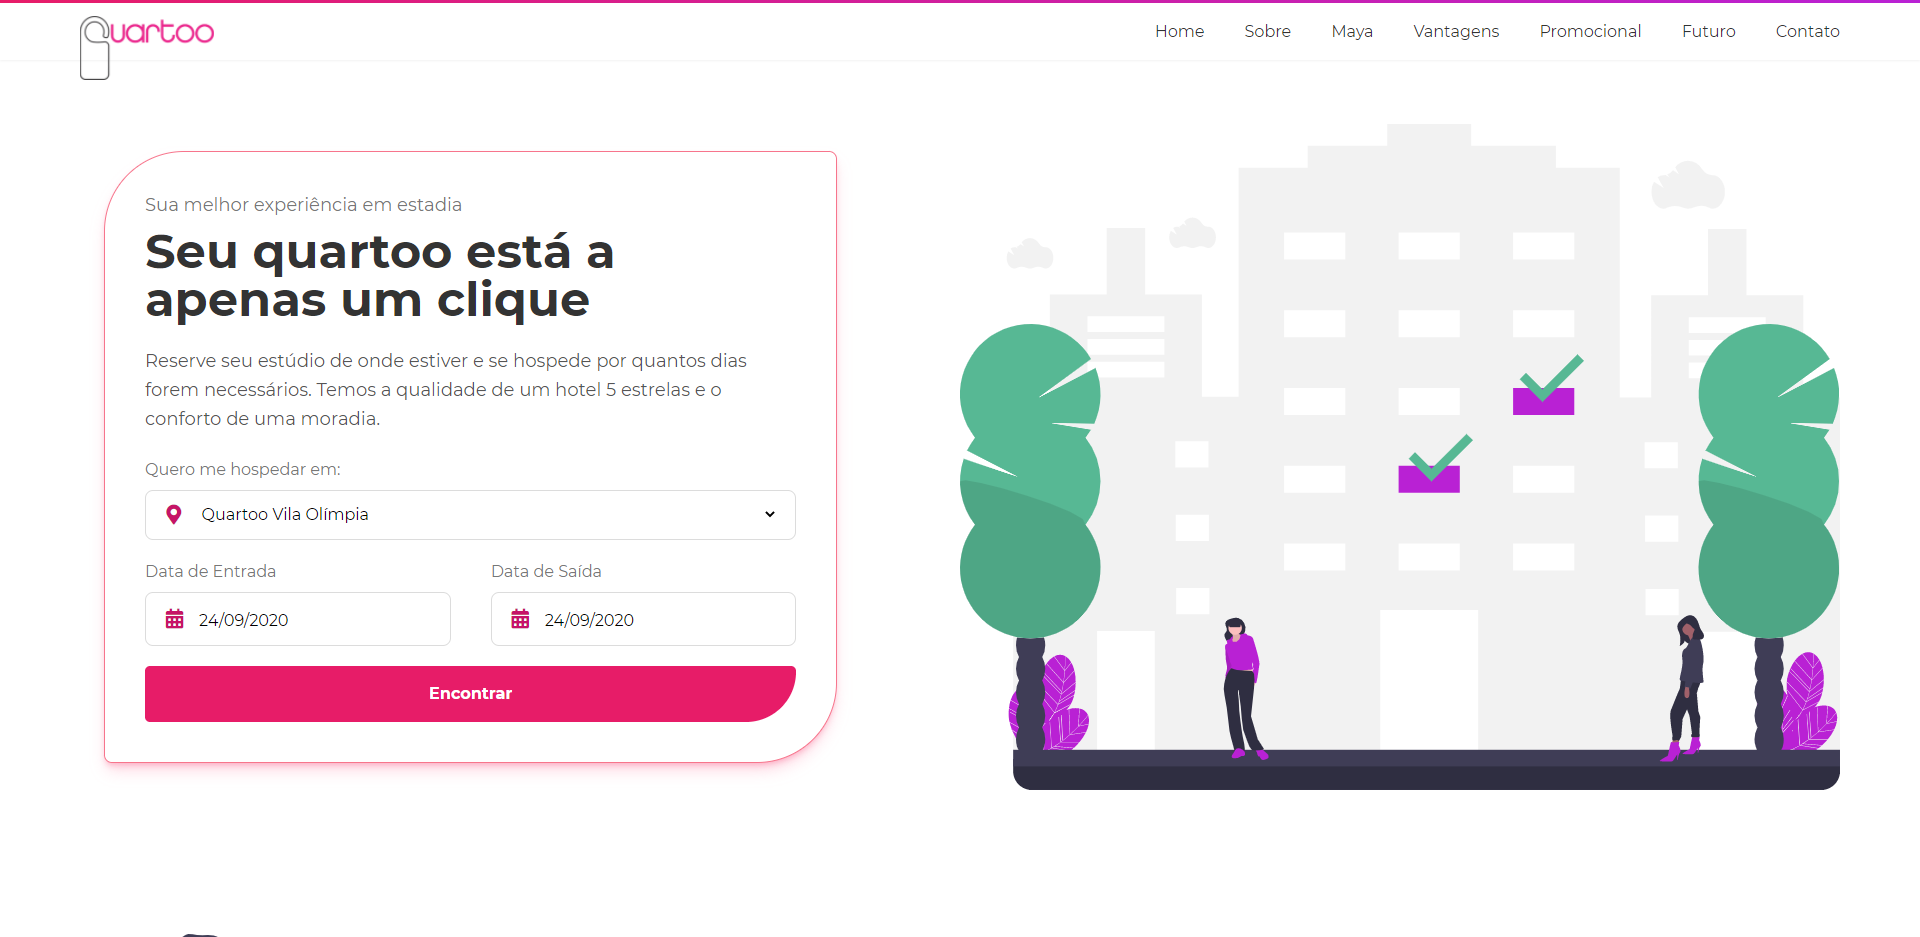 Quartoo
Home Sobre Maya Vantagens Promocional Futuro Contato
Sua melhor experiência em estadia
Seu quartoo está a
apenas um clique
Reserve seu estúdio de onde estiver e se hospede por quantos dias
forem necessários. Temos a qualidade de um hotel 5 estrelas e o
conforto de uma moradia.
Quero me hospedar em:
Quartoo Vila Olímpia
Data de Entrada Data de Saída
24/09/2020 24/09/2020
Encontrar